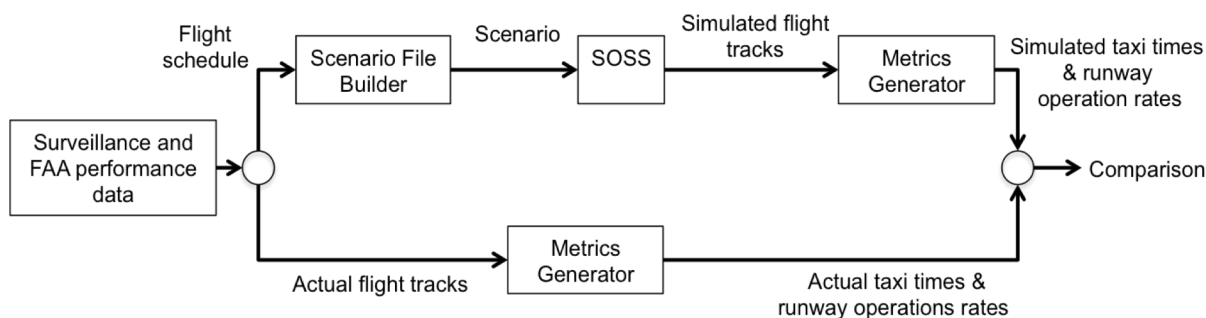 Flight
schedule
Scenario File
Builder
Scenario
SOSS
Simulated flight
tracks
Metrics
Generator
Simulated taxi times
& runway
operation rates
Surveillance and
FAA performance
data
Comparison
Actual flight tracks
Metrics
Generator
Actual taxi times &
runway operations rates